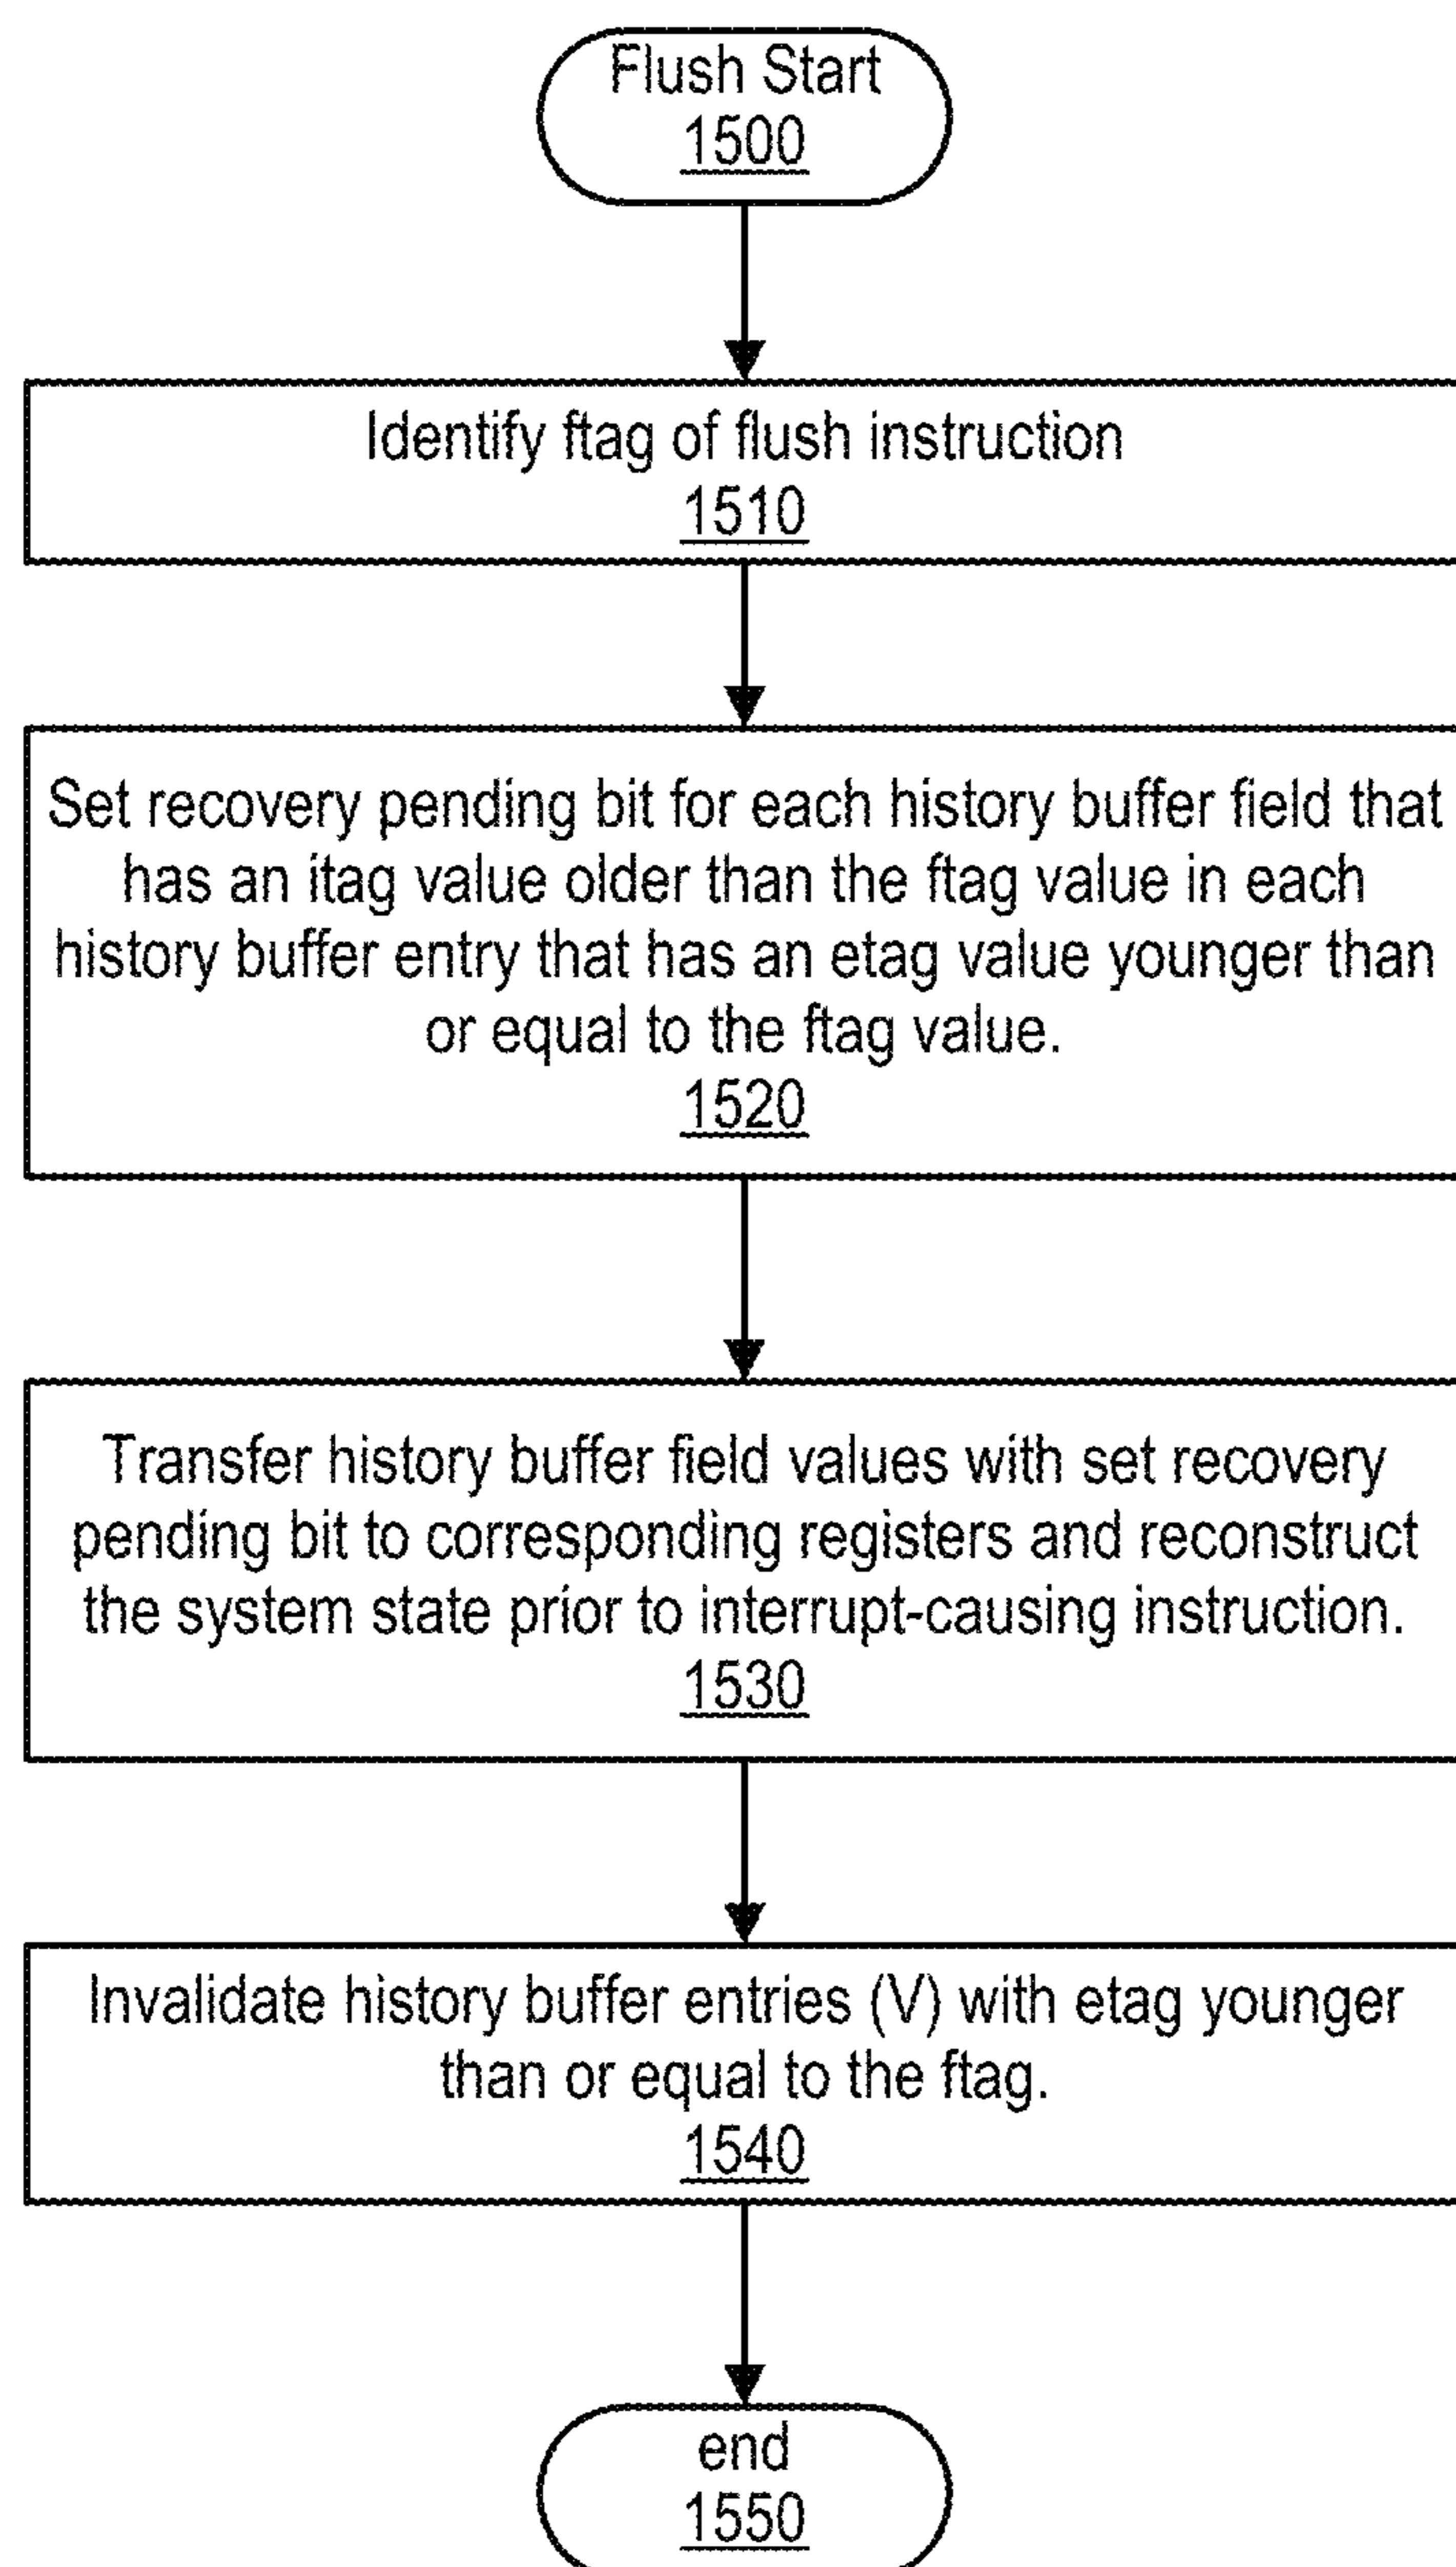 Flush Start
1500
Identify ftag of flush instruction
1510
Set recovery pending bit for each history buffer field that
has an itag value older than the ftag value in each
history buffer entry that has an etag value younger than
or equal to the ftag value.
1520
Transfer history buffer field values with set recovery
pending bit to corresponding registers and reconstruct
the system state prior to interrupt-causing instruction.
1530
Invalidate history buffer entries (V) with etag younger
than or equal to the ftag.
1540
end
1550